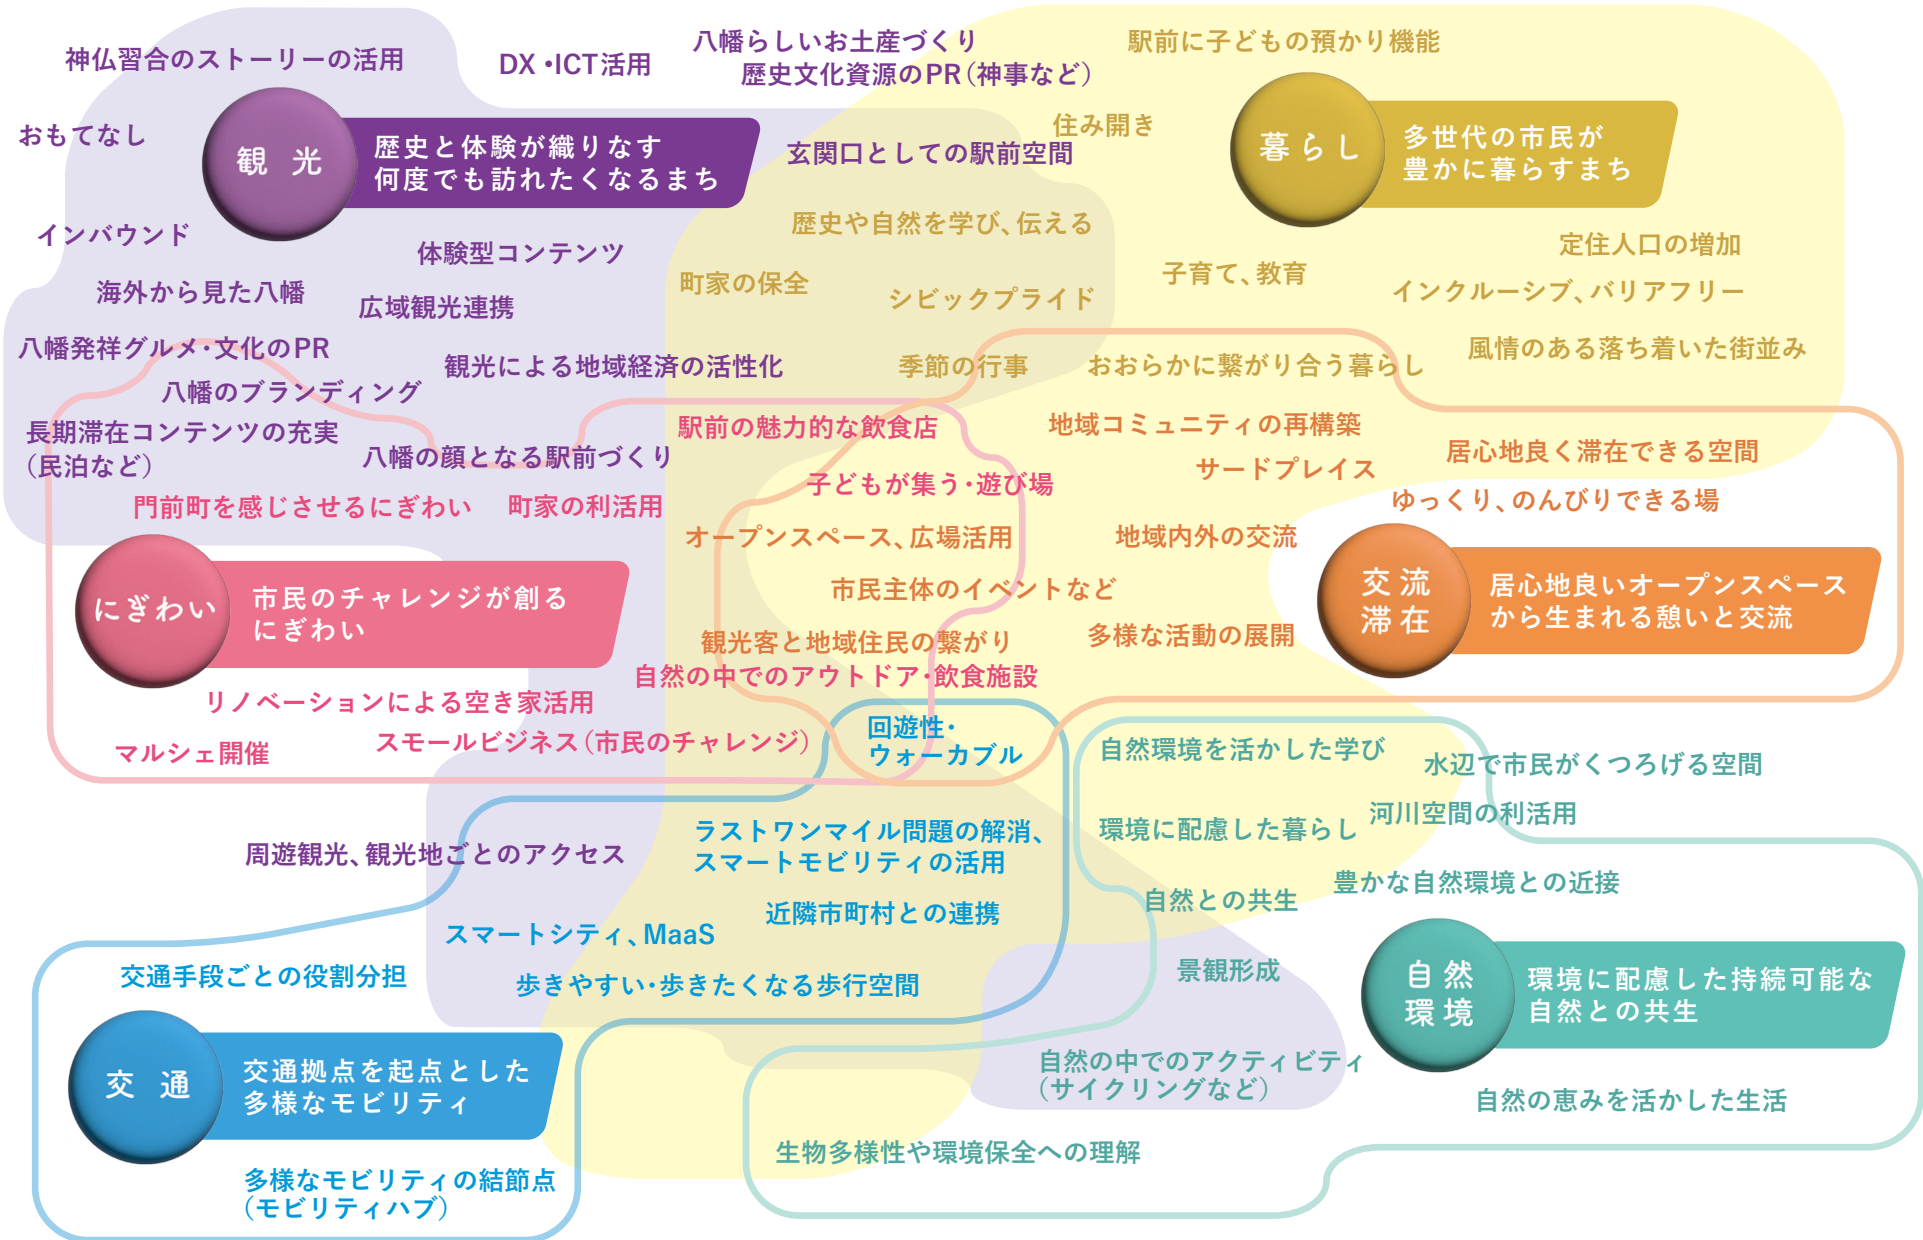 神仏習合のストーリーの活用
DX・ICT活用
八幡らしいお土産づくり
歴史文化資源のPR(神事など)
駅前に子どもの預かり機能
おもてなし
観光
歴史と体験が織りなす
何度でも訪れたくなるまち
玄関口としての駅前空間
住み開き
暮らし
多世代の市民が
豊かに暮らすまち
インバウンド
体験型コンテンツ
歴史や自然を学び、伝える
定住人口の増加
海外から見た八幡
広域観光連携
町家の保全
シビックプライド
子育て、教育
インクルーシブ、バリアフリー
八幡発祥グルメ・文化のPR
観光による地域経済の活性化
季節の行事
おおらかに繋がり合う暮らし
風情のある落ち着いた街並み
八幡のブランディング
長期滞在コンテンツの充実
(民泊など)
八幡の顔となる駅前づくり
駅前の魅力的な飲食店
地域コミュニティの再構築
サードプレイス
居心地良く滞在できる空間
子どもが集う・遊び場
ゆっくり、のんびりできる場
門前町を感じさせるにぎわい
町家の利活用
オープンスペース、広場活用
地域内外の交流
にぎわい
市民のチャレンジが創る
にぎわい
市民主体のイベントなど
交流
滞在
居心地良いオープンスペース
から生まれる憩いと交流
観光客と地域住民の繋がり
多様な活動の展開
自然の中でのアウトドア・飲食施設
リノベーションによる空き家活用
マルシェ開催
スモールビジネス(市民のチャレンジ)
回遊性・
ウォーカブル
自然環境を活かした学び
水辺で市民がくつろげる空間
周遊観光、観光地ごとのアクセス
ラストワンマイル問題の解消、
スマートモビリティの活用
環境に配慮した暮らし
河川空間の利活用
近隣市町村との連携
自然との共生
豊かな自然環境との近接
スマートシティ、MaaS
交通手段ごとの役割分担
歩きやすい・歩きたくなる歩行空間
景観形成
自然
環境
環境に配慮した持続可能な
自然との共生
交通
交通拠点を起点とした
多様なモビリティ
自然の中でのアクティビティ
(サイクリングなど)
自然の恵みを活かした生活
生物多様性や環境保全への理解
多様なモビリティの結節点
(モビリティハブ)